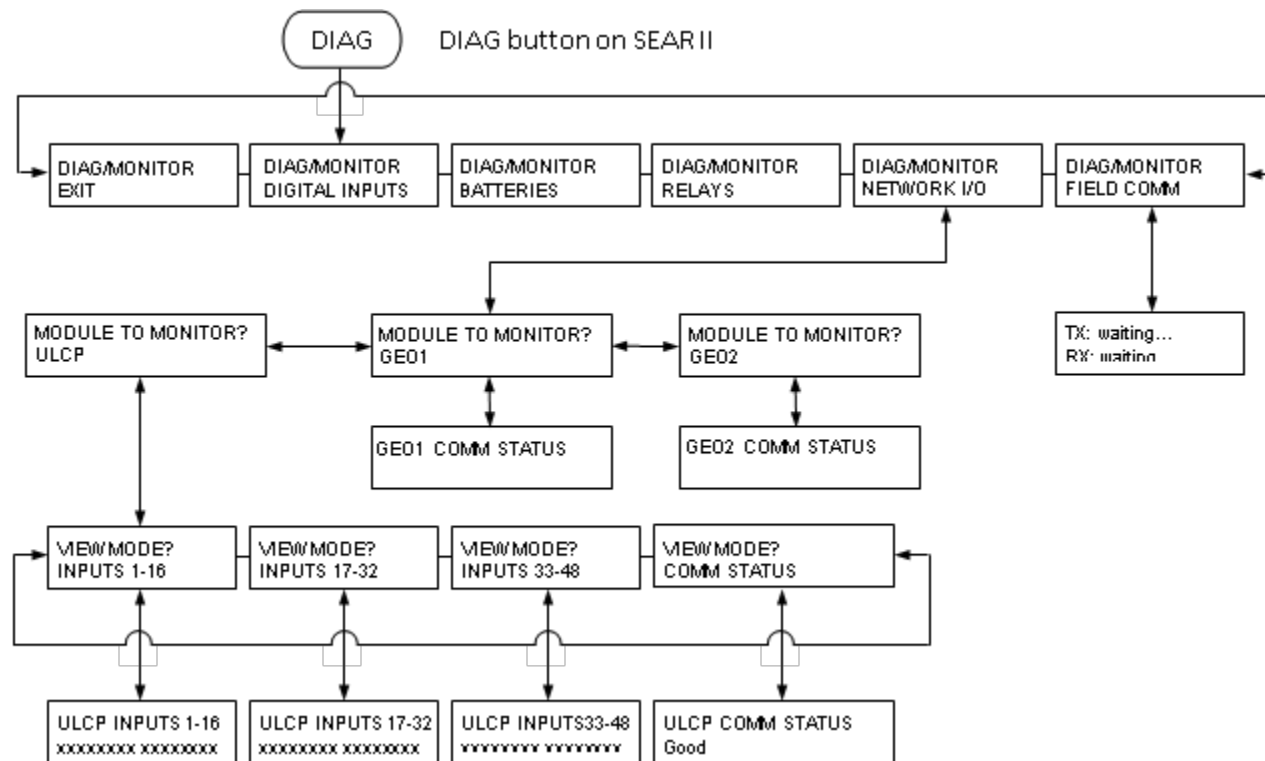 DIAG
DIAG button on SEAR II
DIAG/MONITOR
EXIT
DIAG/MONITOR
DIGITAL INPUTS
DIAG/MONITOR
BATTERIES
DIAG/MONITOR
RELAYS
DIAG/MONITOR
NETWORK I/O
DIAG/MONITOR
FIELD COMM
MODULE TO MONITOR?
ULCP
MODULE TO MONITOR?
GEO1
MODULE TO MONITOR?
GEO2
TX: waiting...
RX: waiting
GEO1 COMM STATUS
GEO2 COMM STATUS
VIEW MODE?
INPUTS 1-16
VIEW MODE?
INPUTS 17-32
VIEW MODE?
INPUTS 33-48
VIEW MODE?
COMM STATUS
ULCP INPUTS 1-16
xxxxxxxx xxxxxxxx
ULCP INPUTS 17-32
xxxxxxxx xxxxxxxx
ULCP INPUTS33-48
xxxxxxxx xxxxxxxx
ULCP COMM STATUS
Good